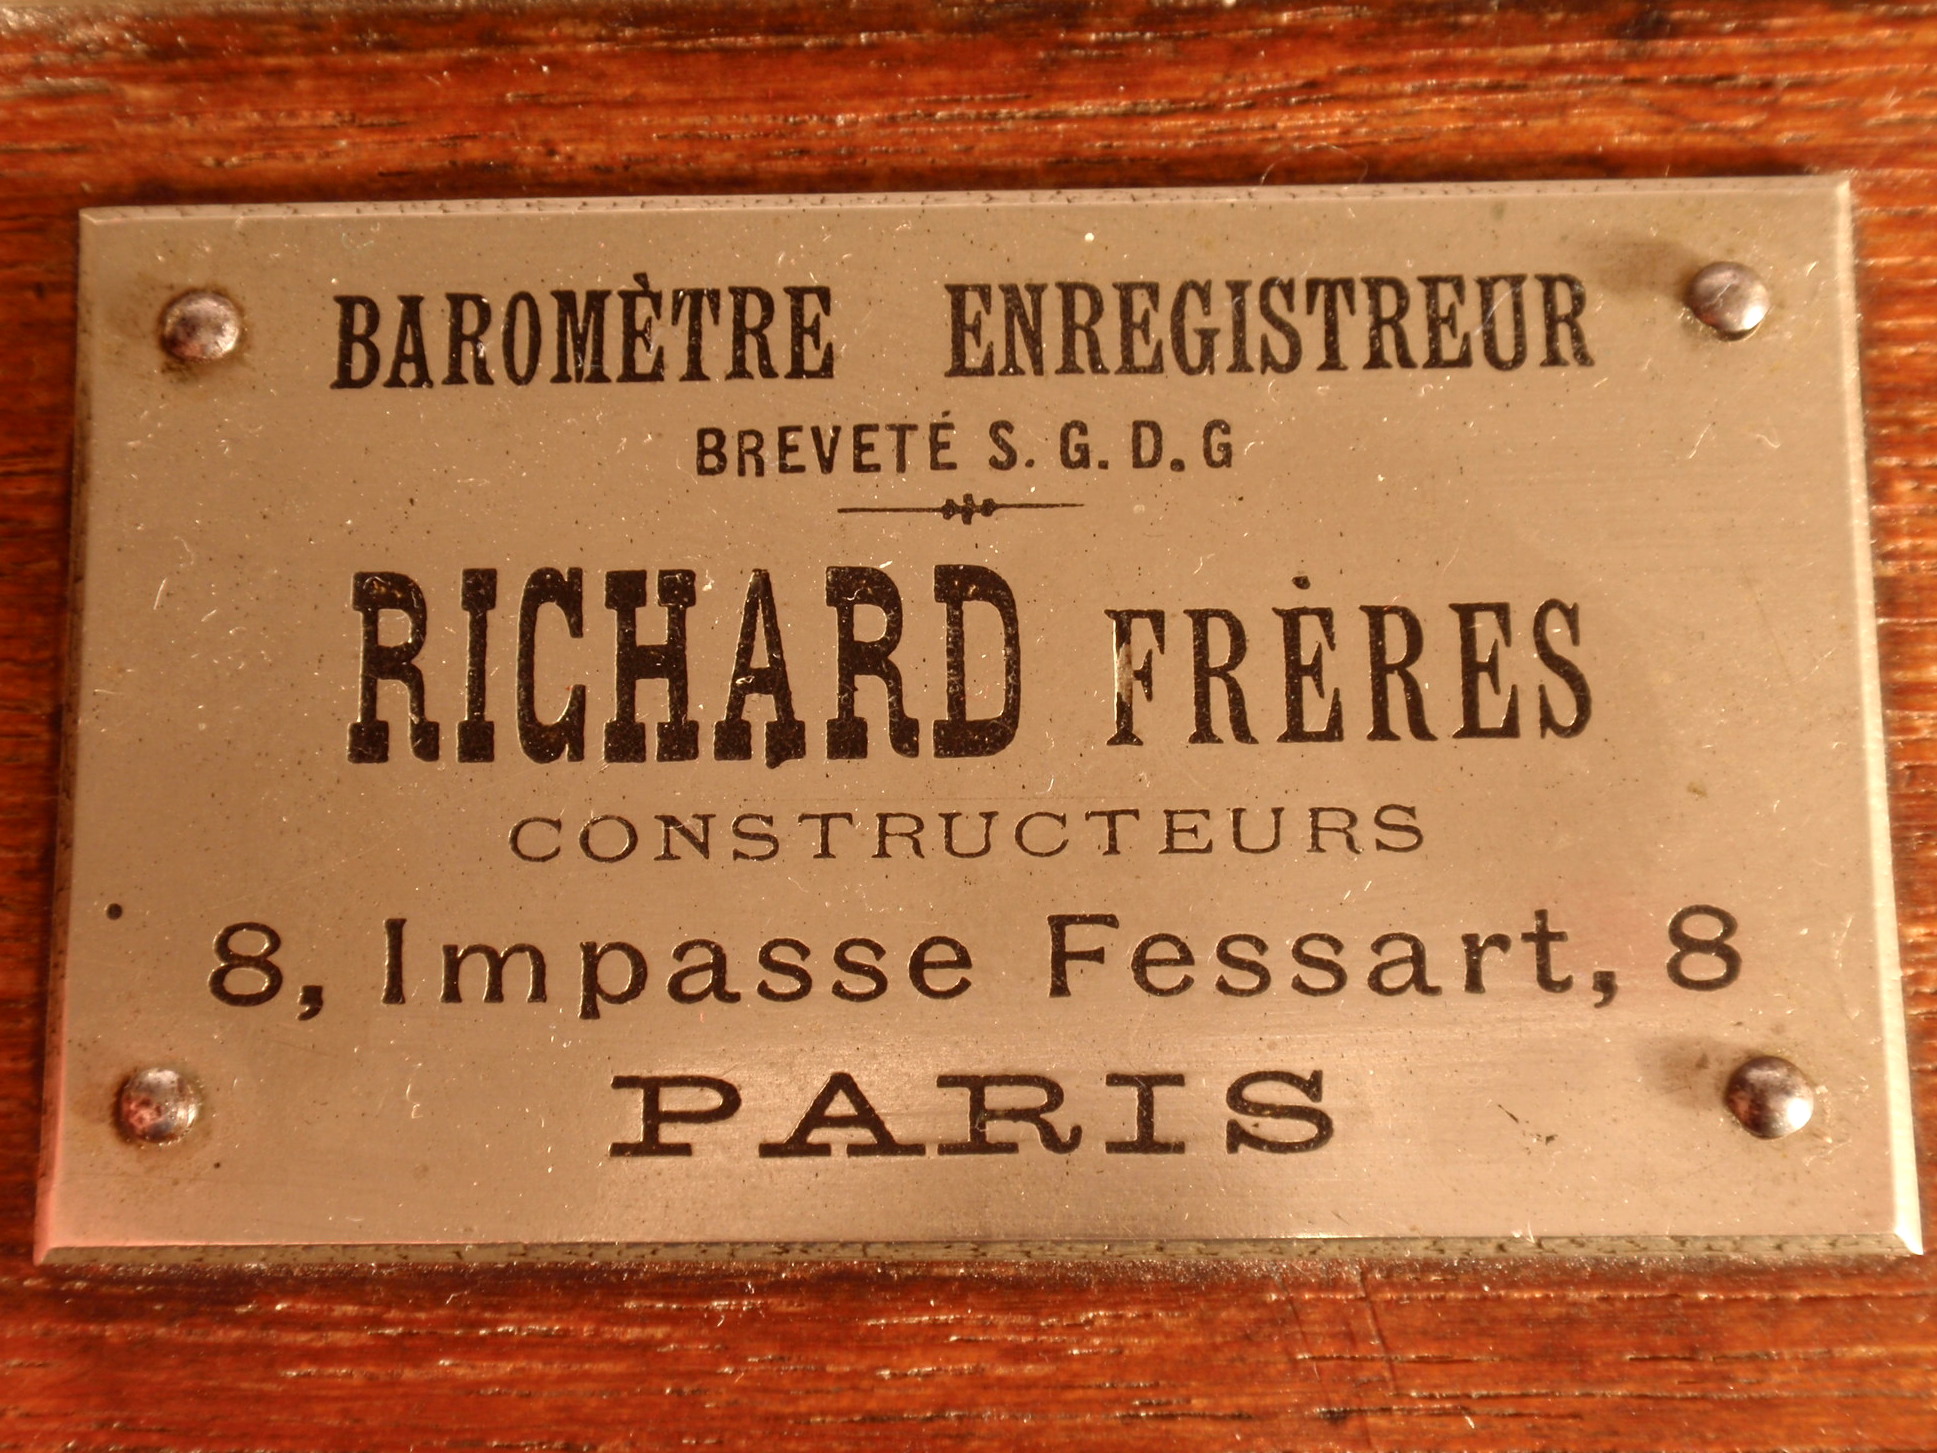 BAROMÈTRE ENREGISTREUR
BREVETÉ S. G. D. G
RICHARD FRÈRES
CONSTRUCTEURS
8, Impasse Fessart, 8
PARIS